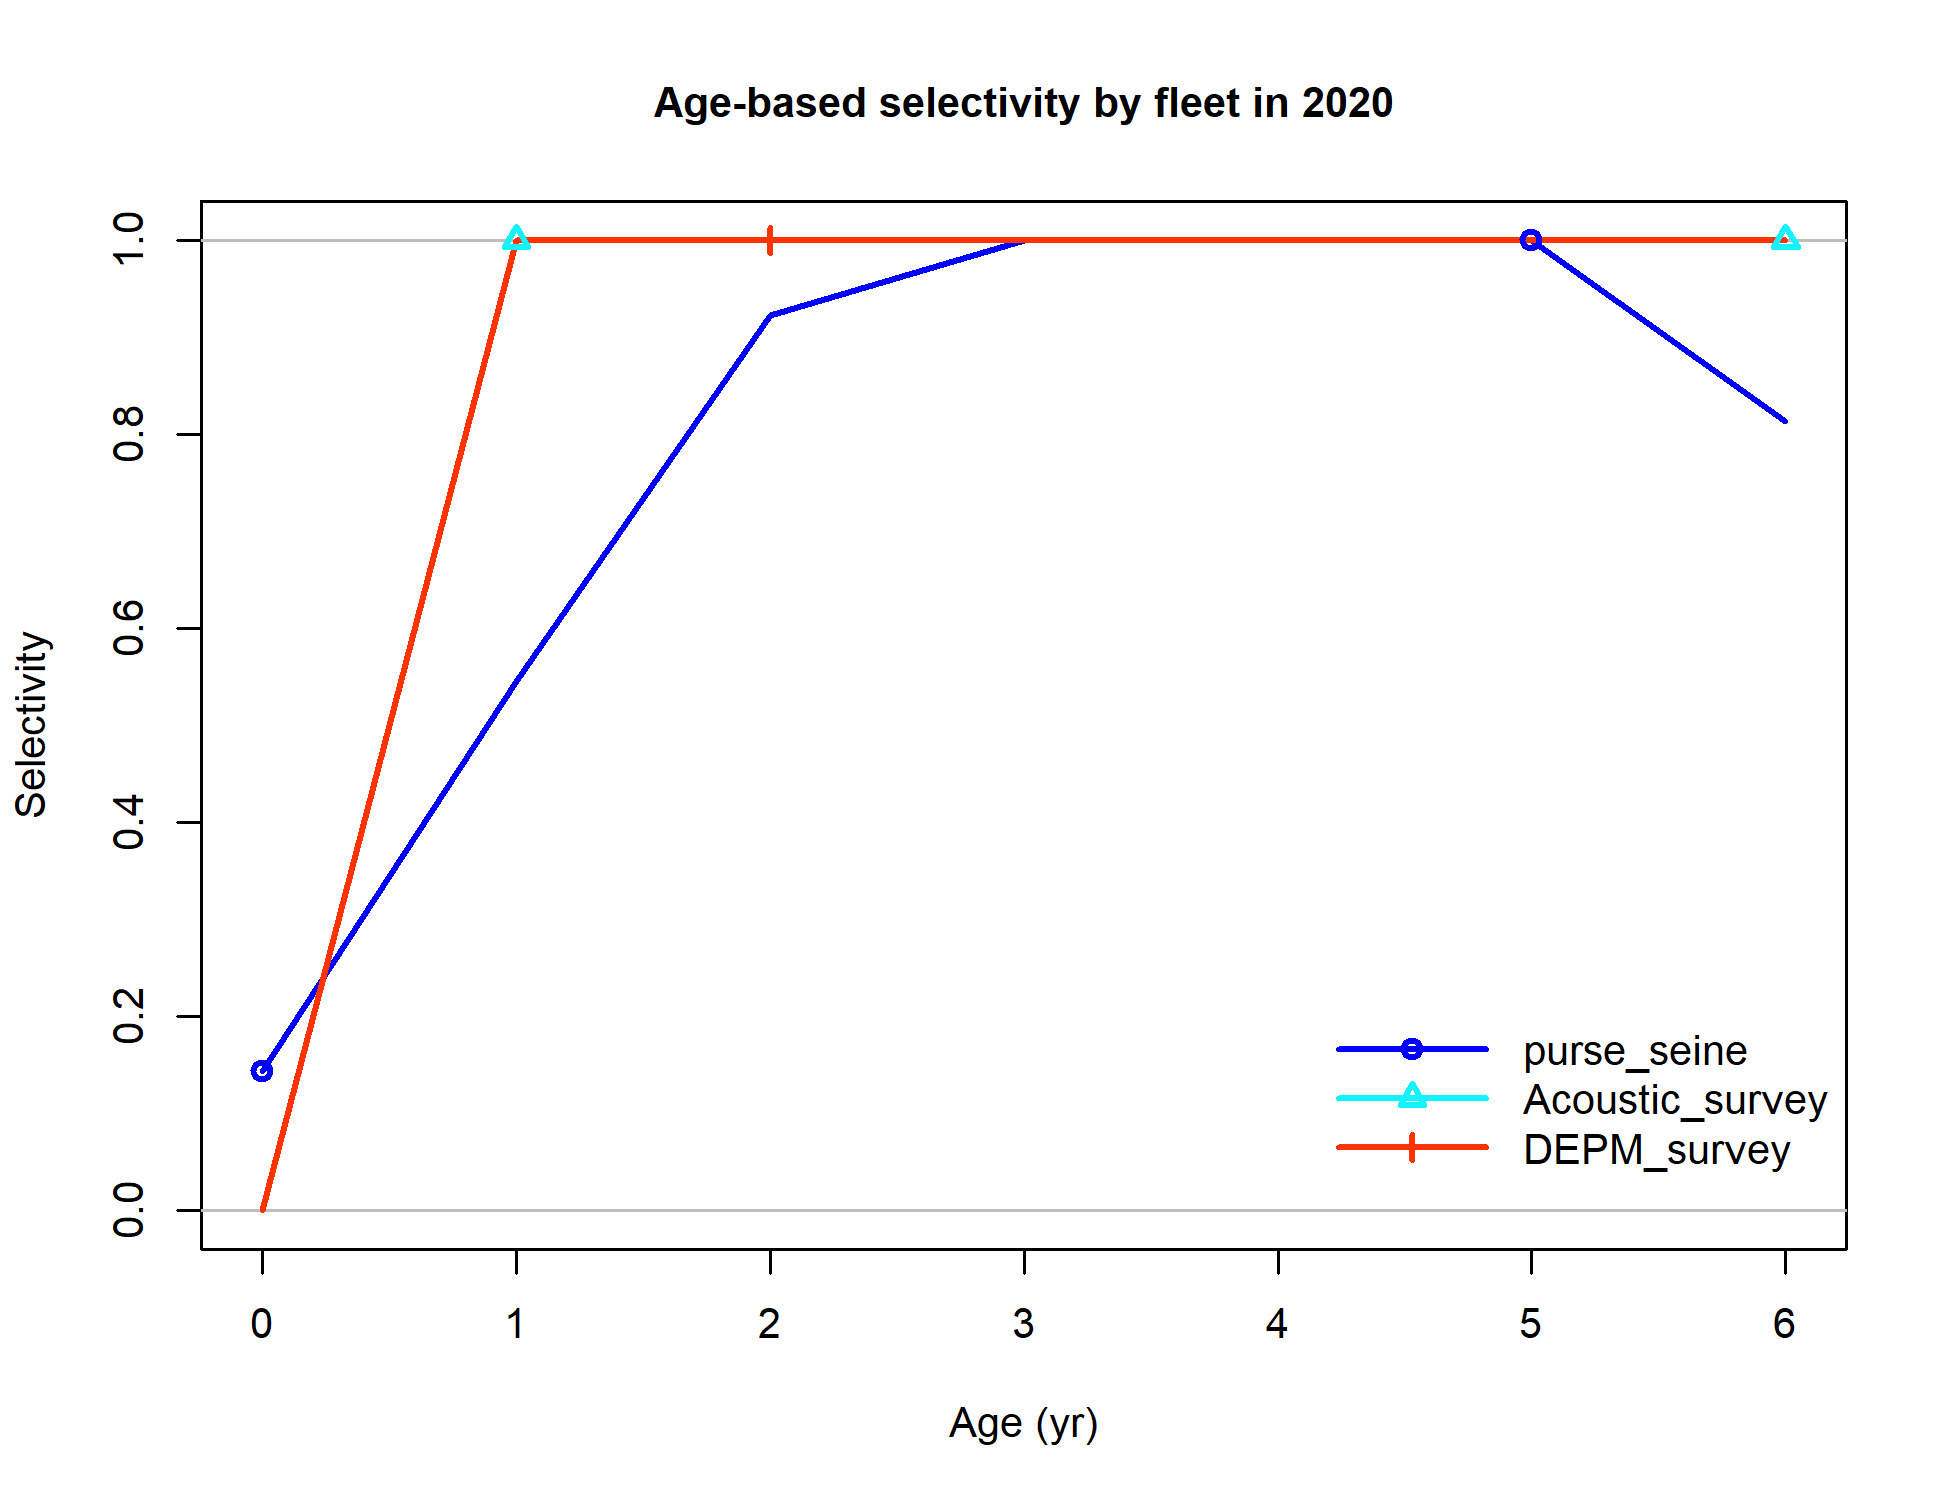 Age-based selectivity by fleet in 2020
Selectivity
1.0
0.8
0.6
0.4
0.2
0.0
purse_seine
Acoustic_survey
DEPM_survey
0 1 2 3 4 5 6
Age (yr)